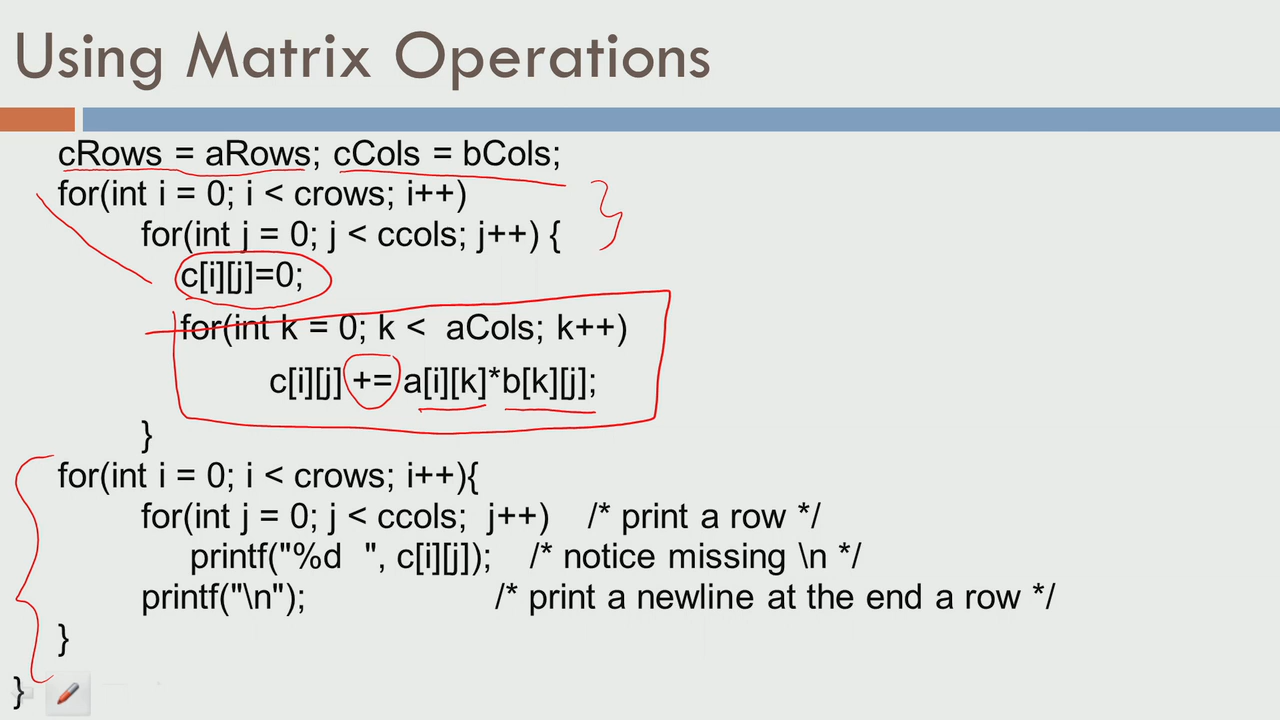 Using Matrix Operations
cRows = aRows; cCols = bCols;
for(int i = 0; i < crows; i++)
for(int j = 0; j < ccols; j++) {
c[i][j]=0;
for(int k = 0; k < aCols; k++)
c[i][j] += a[i][k]*b[k][j];
}
for(int i = 0; i < crows; i++){
for(int j = 0; j < ccols; j++) /* print a row */
printf("%d ", c[i][j]); /* notice missing \n */
printf("\n"); /* print a newline at the end a row */
}
}